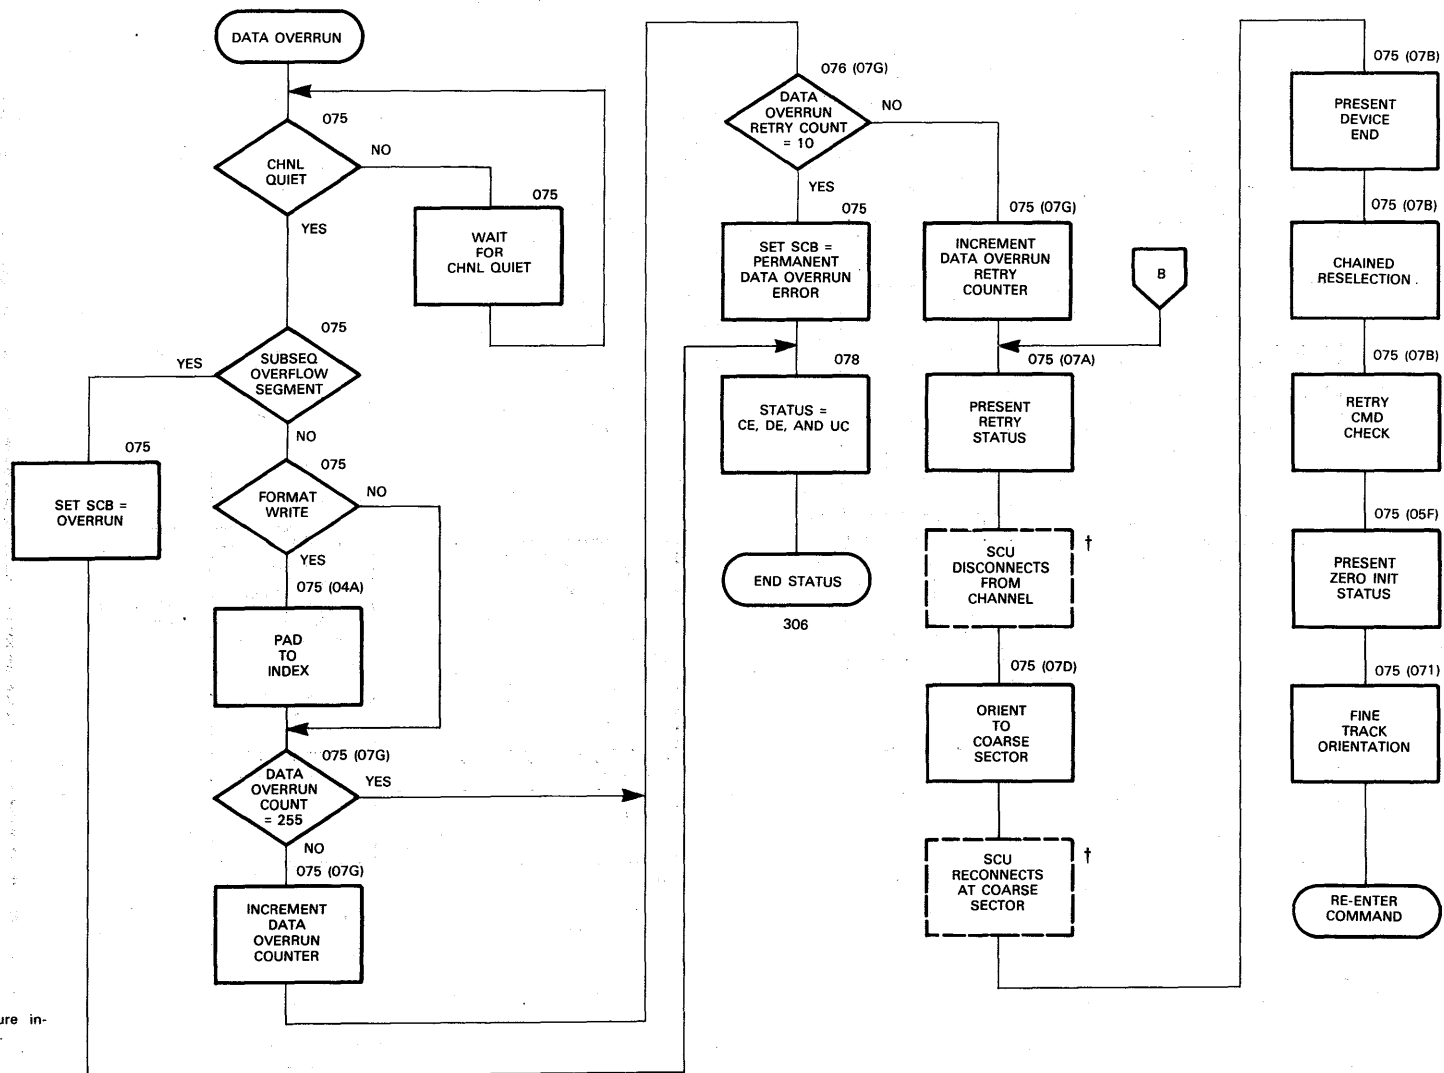 DATA OVERRUN
075
CHNL
QUIET
NO
YES
075
WAIT
FOR
CHNL QUIET
075
SUBSEQ
OVERFLOW
SEGMENT
YES
NO
075
SET SCB =
OVERRUN
075
FORMAT
WRITE
NO
YES
075 (04A)
PAD
TO
INDEX
075 (07G)
DATA
OVERRUN
COUNT
= 255
YES
NO
075 (07G)
INCREMENT
DATA
OVERRUN
COUNTER
ure in-
076 (07G)
DATA
OVERRUN
RETRY COUNT
= 10
NO
YES
075
SET SCB =
PERMANENT
DATA OVERRUN
ERROR
078
STATUS =
CE, DE, AND UC
END STATUS
306
075 (07G)
INCREMENT
DATA OVERRUN
RETRY
COUNTER
B
075 (07A)
PRESENT
RETRY
STATUS
†
SCU
DISCONNECTS
FROM
CHANNEL
075 (07D)
ORIENT
TO
COARSE
SECTOR
†
SCU
RECONNECTS
AT COARSE
SECTOR
075 (07B)
PRESENT
DEVICE
END
075 (07B)
CHAINED
RESELECTION
075 (07B)
RETRY
CMD
CHECK
075 (05F)
PRESENT
ZERO INIT
STATUS
075 (071)
FINE
TRACK
ORIENTATION
RE-ENTER
COMMAND